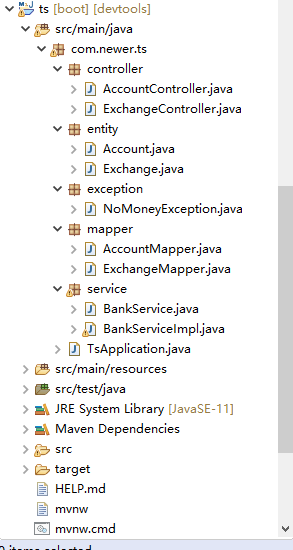 ts [boot] [devtools]
src/main/java
com.newer.ts
controller
AccountController.java
ExchangeController.java
entity
Account.java
Exchange.java
exception
NoMoneyException.java
mapper
AccountMapper.java
ExchangeMapper.java
service
BankService.java
BankServiceImpl.java
TsApplication.java
src/main/resources
src/test/java
JRE System Library [JavaSE-11]
Maven Dependencies
src
target
HELP.md
mvnw
mvnw.cmd
items selected